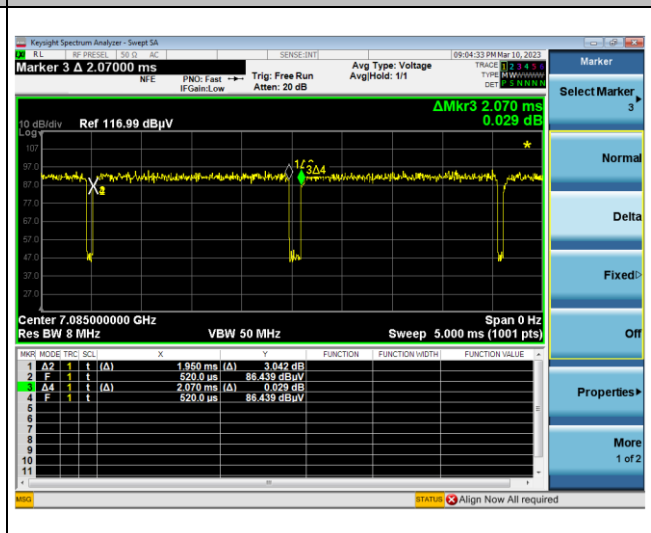 Keysight Spectrum Analyzer - Swept SA
RL RF PRESEL 50 Ω AC SENSE:INT 09:04:33 PM Mar 10, 2023
Marker 3 Δ 2.07000 ms Avg Type: Voltage TRACE 1 2 3 4 5 6
NFE PNO: Fast Trig: Free Run Avg|Hold: 1/1 TYPE MWWWWW
IFGain:Low Atten: 20 dB DET P S N N N N
ΔMkr3 2.070 ms
10 dB/div Ref 116.99 dBµV 0.029 dB
Log
107
97.0
87.0
77.0
67.0
57.0
47.0
37.0
27.0
3Δ4
Center 7.085000000 GHz Span 0 Hz
Res BW 8 MHz VBW 50 MHz Sweep 5.000 ms (1001 pts)
MKR MODE TRC SCL X Y FUNCTION FUNCTION WIDTH FUNCTION VALUE
1 Δ2 1 t (Δ) 1.950 ms (Δ) 3.042 dB
2 F 1 t 520.0 µs 86.439 dBµV
3 Δ4 1 t (Δ) 2.070 ms (Δ) 0.029 dB
4 F 1 t 520.0 µs 86.439 dBµV
5
6
7
8
9
10
11
MSG STATUS Align Now All required
Marker
Select Marker
3
Normal
Delta
Fixed
Off
Properties
More
1 of 2